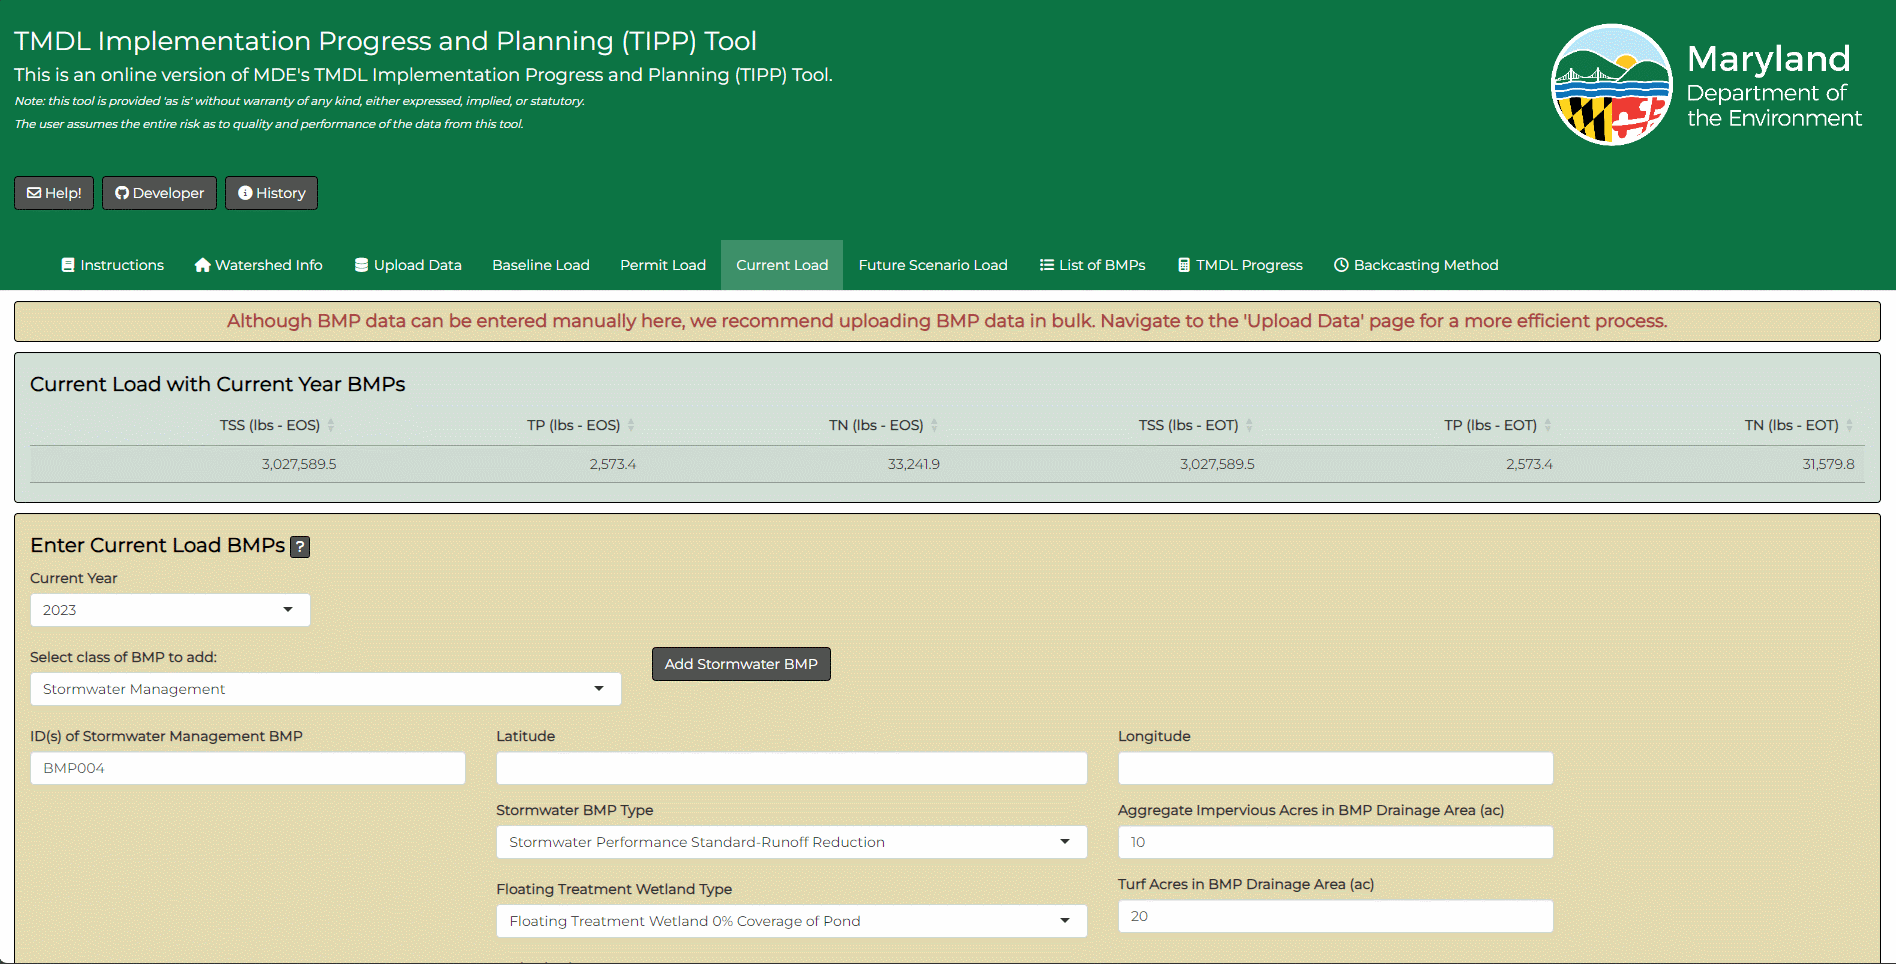 TMDL Implementation Progress and Planning (TIPP) Tool
This is an online version of MDE's TMDL Implementation Progress and Planning (TIPP) Tool.
Note: this tool is provided 'as is' without warranty of any kind, either expressed, implied, or statutory.
The user assumes the entire risk as to quality and performance of the data from this tool.
Maryland
Department of
the Environment
Help! Developer History
Instructions Watershed Info Upload Data Baseline Load Permit Load Current Load Future Scenario Load List of BMPs TMDL Progress Backcasting Method
Although BMP data can be entered manually here, we recommend uploading BMP data in bulk. Navigate to the 'Upload Data' page for a more efficient process.
Current Load with Current Year BMPs
TSS (lbs - EOS) TP (lbs - EOS) TN (lbs - EOS) TSS (lbs - EOT) TP (lbs - EOT) TN (lbs - EOT)
3,027,589.5 2,573.4 33,241.9 3,027,589.5 2,573.4 31,579.8
Enter Current Load BMPs ?
Current Year
2023
Select class of BMP to add:
Stormwater Management
Add Stormwater BMP
ID(s) of Stormwater Management BMP Latitude Longitude
BMP004
Stormwater BMP Type Aggregate Impervious Acres in BMP Drainage Area (ac)
Stormwater Performance Standard-Runoff Reduction 10
Floating Treatment Wetland Type Turf Acres in BMP Drainage Area (ac)
Floating Treatment Wetland 0% Coverage of Pond 20